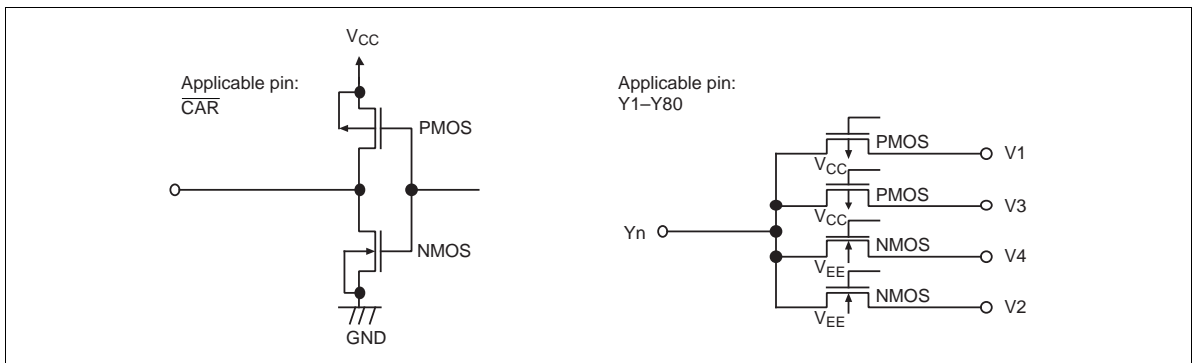 VCC
Applicable pin:
CAR
PMOS
NMOS
GND
Applicable pin:
Y1–Y80
PMOS
VCC
V1
PMOS
VCC
V3
Yn
NMOS
VEE
V4
NMOS
VEE
V2